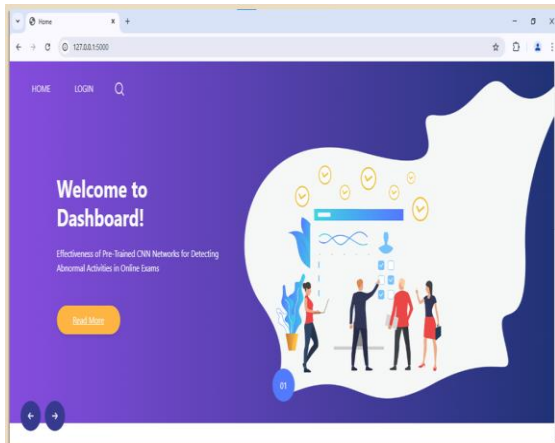 Home
127.0.0.1:5000
HOME LOGIN
Welcome to
Dashboard!
Effectiveness of Pre-Trained CNN Networks for Detecting
Abnormal Activities in Online Exams
Read More
01